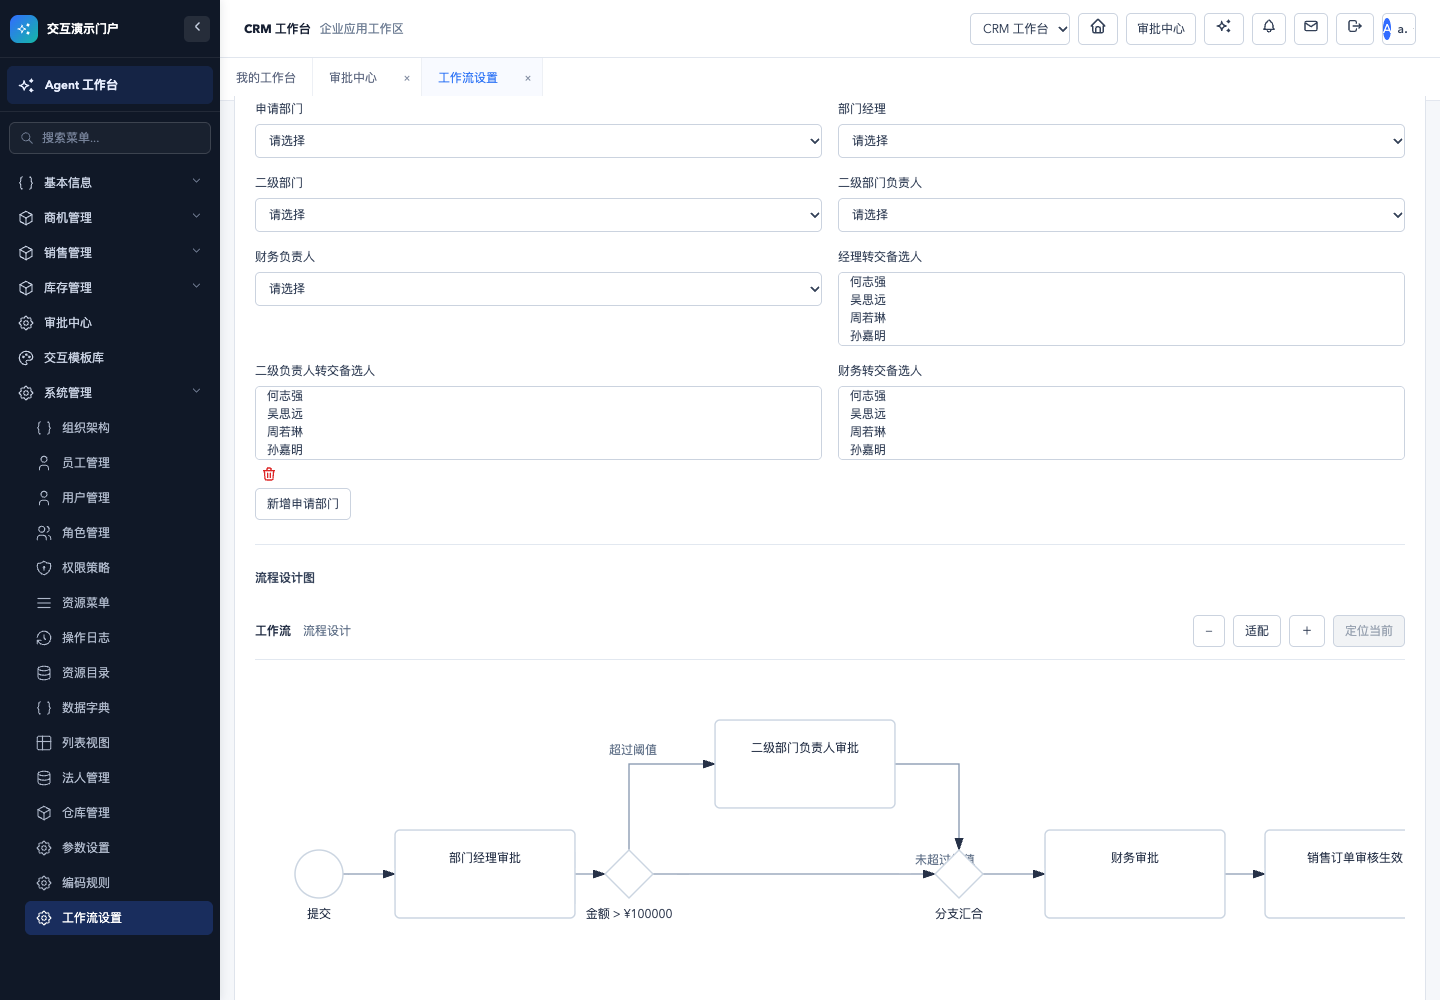 交互演示门户
CRM 工作台 企业应用工作区
CRM 工作台
审批中心
A a.
Agent 工作台
搜索菜单...
基本信息
商机管理
销售管理
库存管理
审批中心
交互模板库
系统管理
组织架构
员工管理
用户管理
角色管理
权限策略
资源菜单
操作日志
资源目录
数据字典
列表视图
法人管理
仓库管理
参数设置
编码规则
工作流设置
我的工作台 审批中心 × 工作流设置 ×
申请部门 部门经理
请选择 请选择
二级部门 二级部门负责人
请选择 请选择
财务负责人 经理转交备选人
请选择
何志强
吴思远
周若琳
孙嘉明
二级负责人转交备选人 财务转交备选人
何志强 何志强
吴思远 吴思远
周若琳 周若琳
孙嘉明 孙嘉明
新增申请部门
流程设计图
工作流 流程设计
− 适配 + 定位当前
超过阈值 二级部门负责人审批
部门经理审批 未超过 值 财务审批 销售订单审核生效
提交 金额 > ¥100000 分支汇合